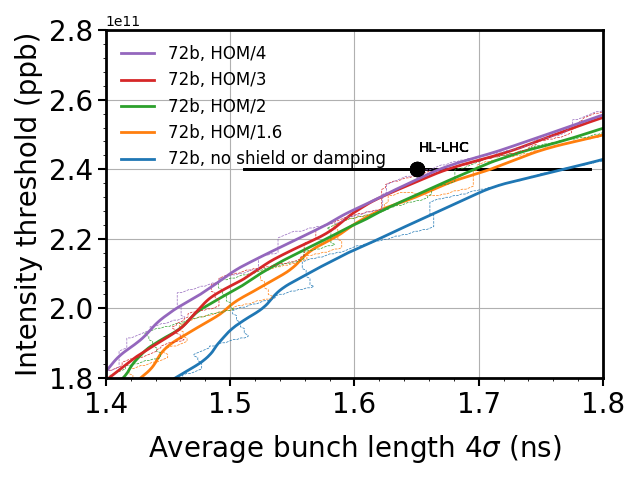 1e11
2.8
2.6
2.4
2.2
2.0
1.8
Intensity threshold (ppb)
72b, HOM/4
72b, HOM/3
72b, HOM/2
72b, HOM/1.6
72b, no shield or damping
HL-LHC
1.4 1.5 1.6 1.7 1.8
Average bunch length 4σ (ns)